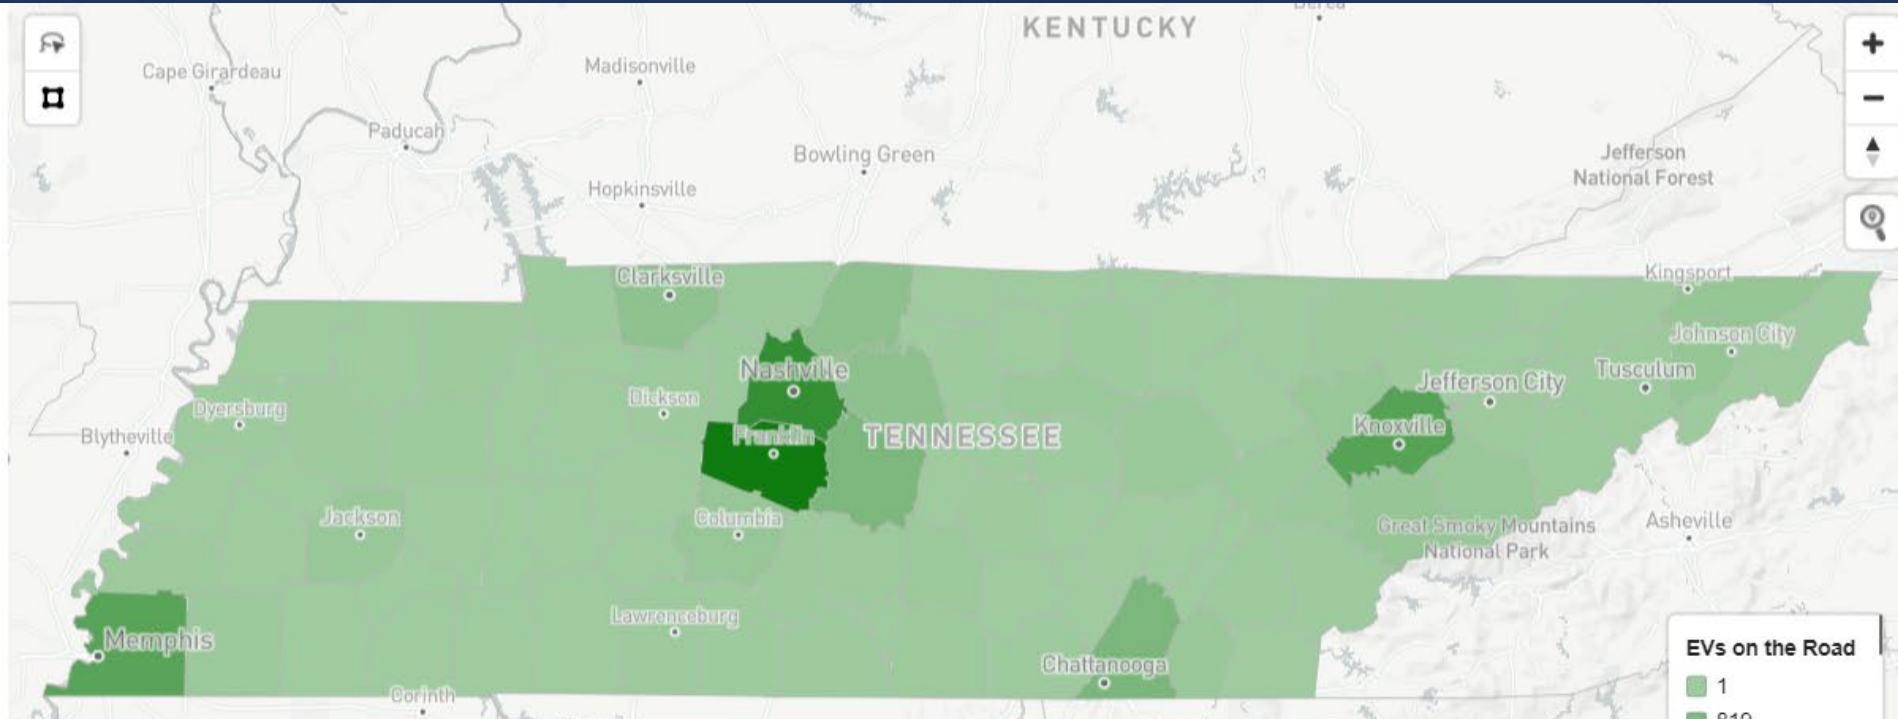 KENTUCKY
Cape Girardeau
Madisonville
Paducah
Bowling Green
Jefferson
National Forest
Hopkinsville
Clarksville
Kingsport
Johnson City
Nashville
Tusculum
Jefferson City
Dickson
Dyersburg
Knoxville
Blytheville
Franklin
TENNESSEE
Jackson
Columbia
Great Smoky Mountains
National Park
Asheville
Lawrenceburg
Memphis
Chattanooga
Corinth
EVs on the Road
1